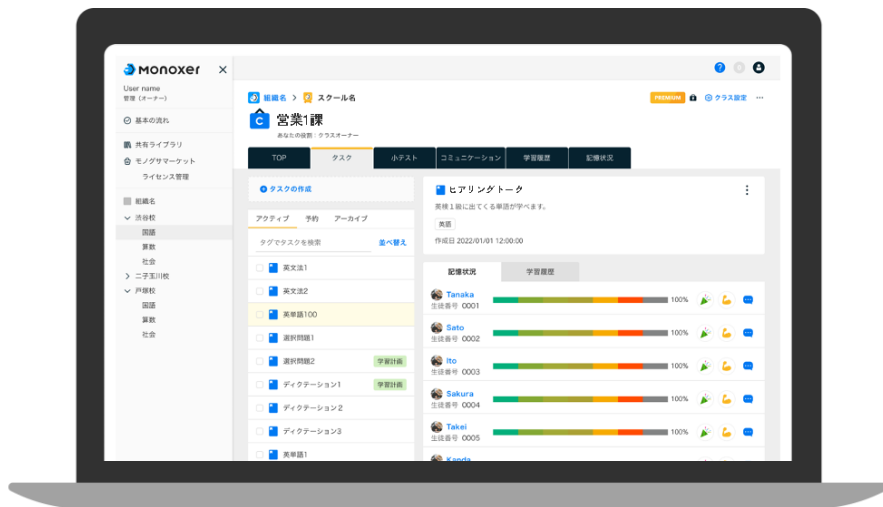 monoxer ×
User name
管理 (オーナー)
基本の流れ
共有ライブラリ
モノグサマーケット
ライセンス管理
組織名
渋谷校
国語
算数
社会
二子玉川校
戸塚校
国語
算数
社会
組織名 > スクール名
PREMIUM クラス設定 …
C 営業1課
あなたの役割:クラスオーナー
TOP タスク 小テスト コミュニケーション 学習履歴 記憶状況
タスクの作成
アクティブ 予約 アーカイブ
タグでタスクを検索 並べ替え
英文法1
英文法2
英単語100
選択問題1
選択問題2 学習計画
ディクテーション1 学習計画
ディクテーション2
ディクテーション3
英単語1
ヒアリングトーク
英検1級に出てくる単語が学べます。
英語
作成日 2022/01/01 12:00:00
記憶状況 学習履歴
Tanaka
生徒番号 0001 100%
Sato
生徒番号 0002 100%
Ito
生徒番号 0003 100%
Sakura
生徒番号 0004 100%
Takei
生徒番号 0005 100%
Kanda